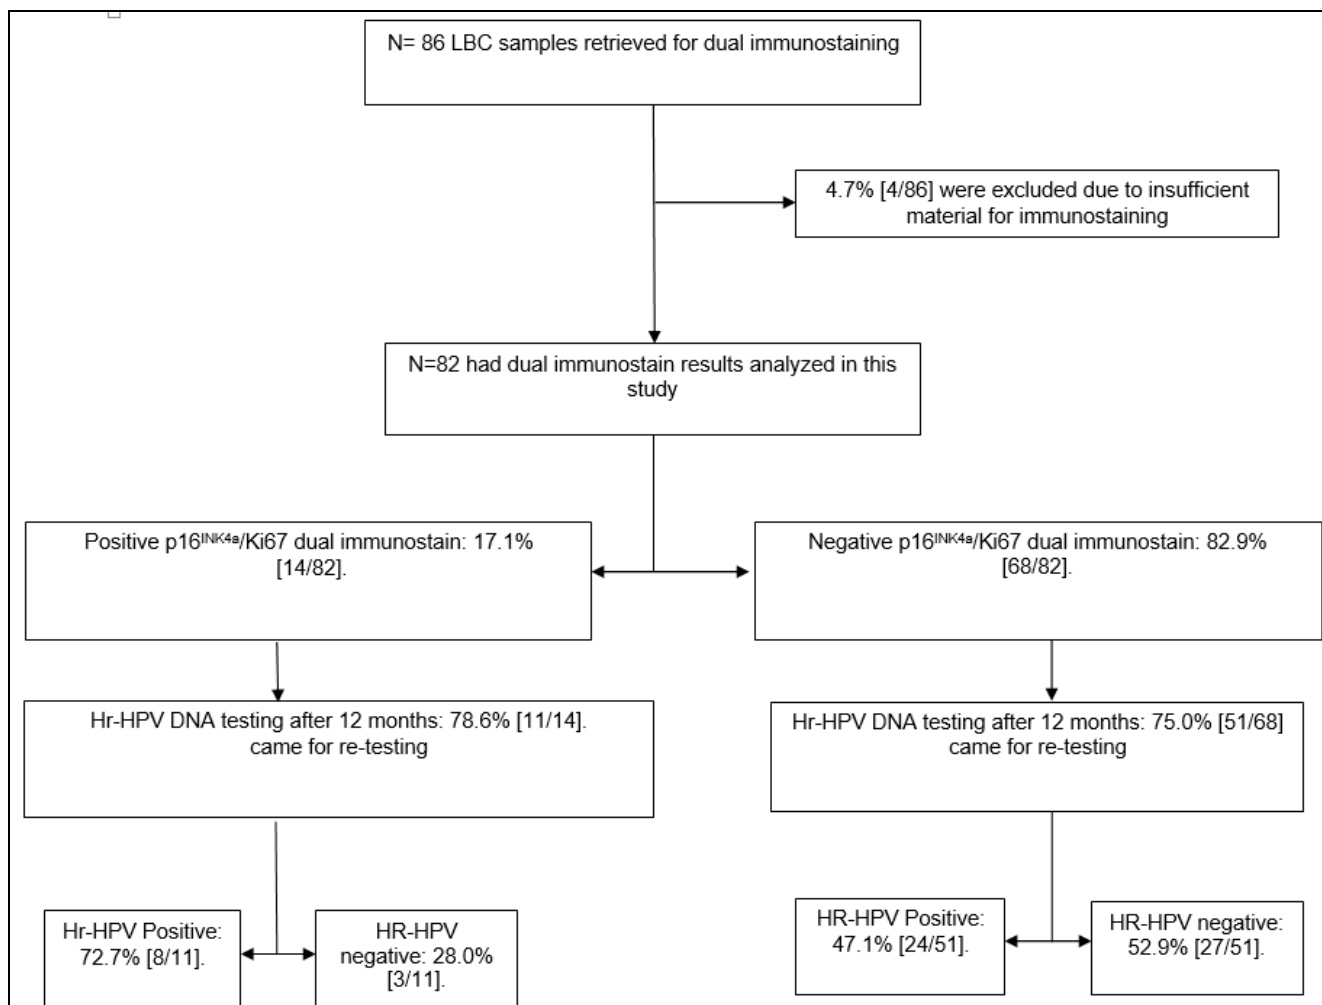 N= 86 LBC samples retrieved for dual immunostaining
4.7% [4/86] were excluded due to insufficient
material for immunostaining
N=82 had dual immunostain results analyzed in this
study
Positive p16ᴵᴺᴷ⁴ᵃ/Ki67 dual immunostain: 17.1%
[14/82].
Negative p16ᴵᴺᴷ⁴ᵃ/Ki67 dual immunostain: 82.9%
[68/82].
Hr-HPV DNA testing after 12 months: 78.6% [11/14].
came for re-testing
Hr-HPV DNA testing after 12 months: 75.0% [51/68]
came for re-testing
Hr-HPV Positive:
72.7% [8/11].
HR-HPV
negative: 28.0%
[3/11].
HR-HPV Positive:
47.1% [24/51].
HR-HPV negative:
52.9% [27/51].